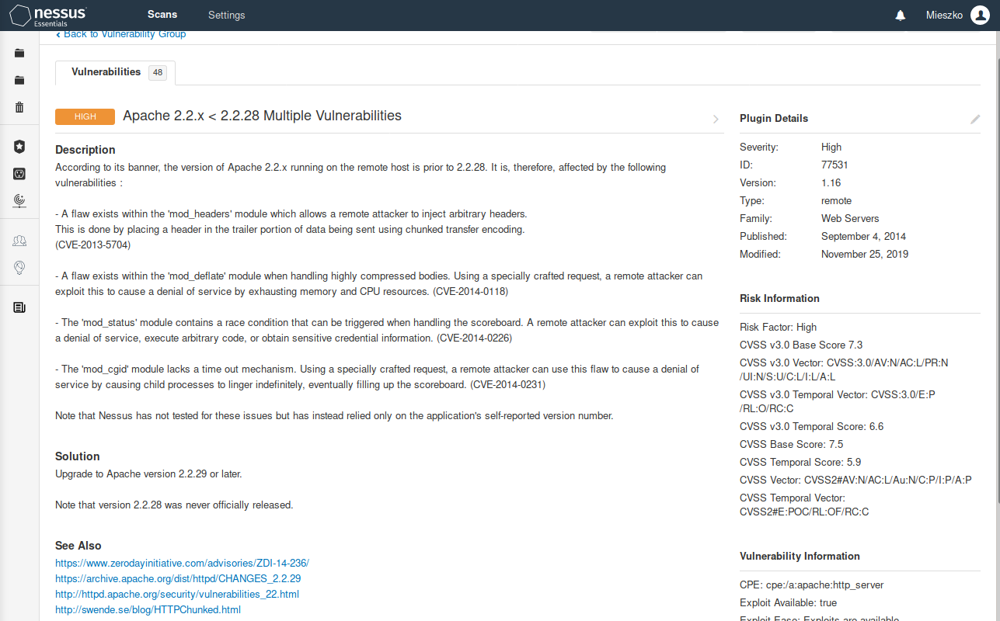 nessus
Essentials
Scans
Settings
Mieszko
‹ Back to Vulnerability Group
Vulnerabilities 48
HIGH
Apache 2.2.x < 2.2.28 Multiple Vulnerabilities
Description
According to its banner, the version of Apache 2.2.x running on the remote host is prior to 2.2.28. It is, therefore, affected by the following
vulnerabilities :
- A flaw exists within the 'mod_headers' module which allows a remote attacker to inject arbitrary headers.
This is done by placing a header in the trailer portion of data being sent using chunked transfer encoding.
(CVE-2013-5704)
- A flaw exists within the 'mod_deflate' module when handling highly compressed bodies. Using a specially crafted request, a remote attacker can
exploit this to cause a denial of service by exhausting memory and CPU resources. (CVE-2014-0118)
- The 'mod_status' module contains a race condition that can be triggered when handling the scoreboard. A remote attacker can exploit this to cause
a denial of service, execute arbitrary code, or obtain sensitive credential information. (CVE-2014-0226)
- The 'mod_cgid' module lacks a time out mechanism. Using a specially crafted request, a remote attacker can use this flaw to cause a denial of
service by causing child processes to linger indefinitely, eventually filling up the scoreboard. (CVE-2014-0231)
Note that Nessus has not tested for these issues but has instead relied only on the application's self-reported version number.
Solution
Upgrade to Apache version 2.2.29 or later.
Note that version 2.2.28 was never officially released.
See Also
https://www.zerodayinitiative.com/advisories/ZDI-14-236/
https://archive.apache.org/dist/httpd/CHANGES_2.2.29
http://httpd.apache.org/security/vulnerabilities_22.html
http://swende.se/blog/HTTPChunked.html
Plugin Details
Severity: High
ID: 77531
Version: 1.16
Type: remote
Family: Web Servers
Published: September 4, 2014
Modified: November 25, 2019
Risk Information
Risk Factor: High
CVSS v3.0 Base Score 7.3
CVSS v3.0 Vector: CVSS:3.0/AV:N/AC:L/PR:N
/UI:N/S:U/C:L/I:L/A:L
CVSS v3.0 Temporal Vector: CVSS:3.0/E:P
/RL:O/RC:C
CVSS v3.0 Temporal Score: 6.6
CVSS Base Score: 7.5
CVSS Temporal Score: 5.9
CVSS Vector: CVSS2#AV:N/AC:L/Au:N/C:P/I:P/A:P
CVSS Temporal Vector:
CVSS2#E:POC/RL:OF/RC:C
Vulnerability Information
CPE: cpe:/a:apache:http_server
Exploit Available: true
Exploit Ease: Exploits are available